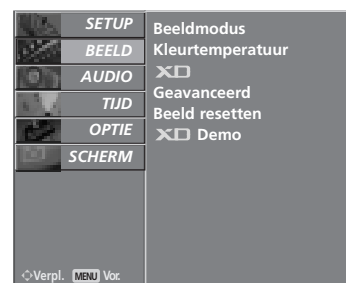 SETUP
BEELD
AUDIO
TIJD
OPTIE
SCHERM
Beeldmodus
Kleurtemperatuur
XD
Geavanceerd
Beeld resetten
XD Demo
Verpl. MENU Vor.